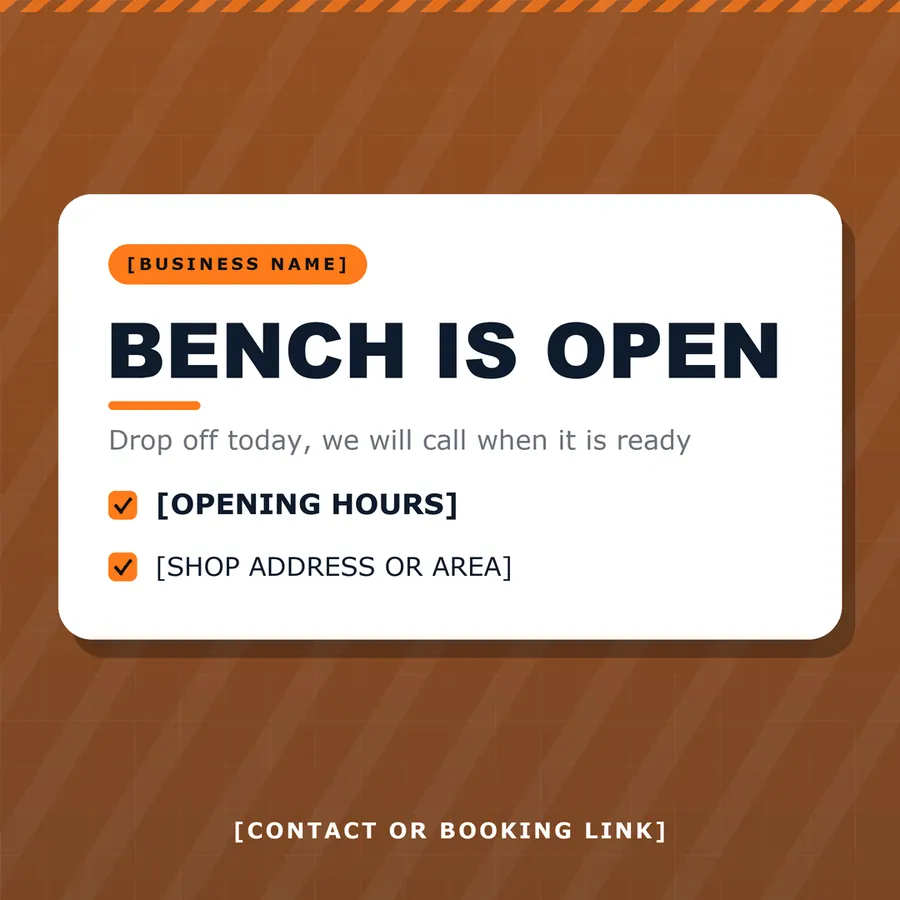 [BUSINESS NAME]
BENCH IS OPEN
Drop off today, we will call when it is ready
[OPENING HOURS]
[SHOP ADDRESS OR AREA]
[CONTACT OR BOOKING LINK]